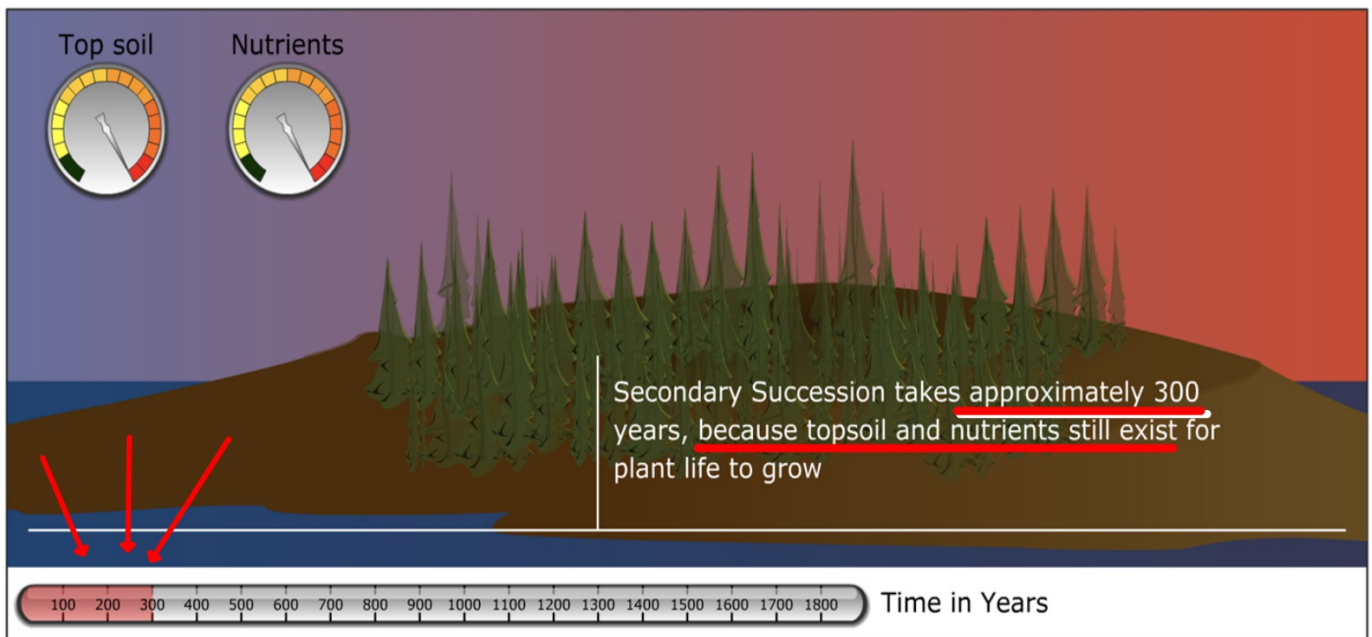 Top soil
Nutrients
Secondary Succession takes approximately 300
years, because topsoil and nutrients still exist for
plant life to grow
100 200 300 400 500 600 700 800 900 1000 1100 1200 1300 1400 1500 1600 1700 1800
Time in Years